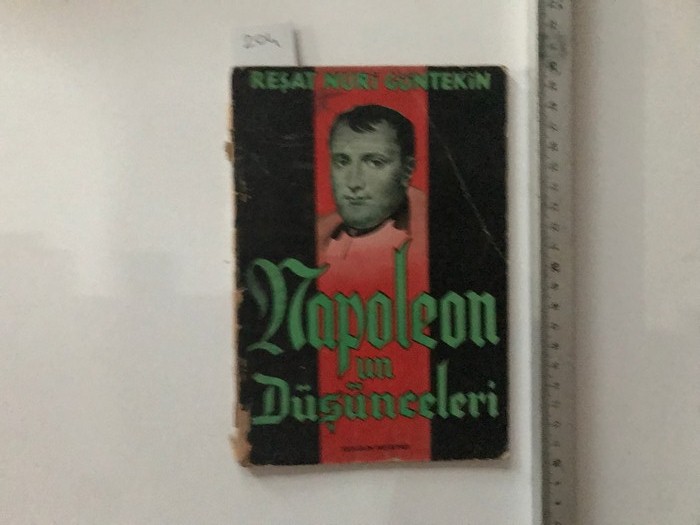 204
REŞAT NURİ GÜNTEKİN
Napoleon
un
Düşünceleri